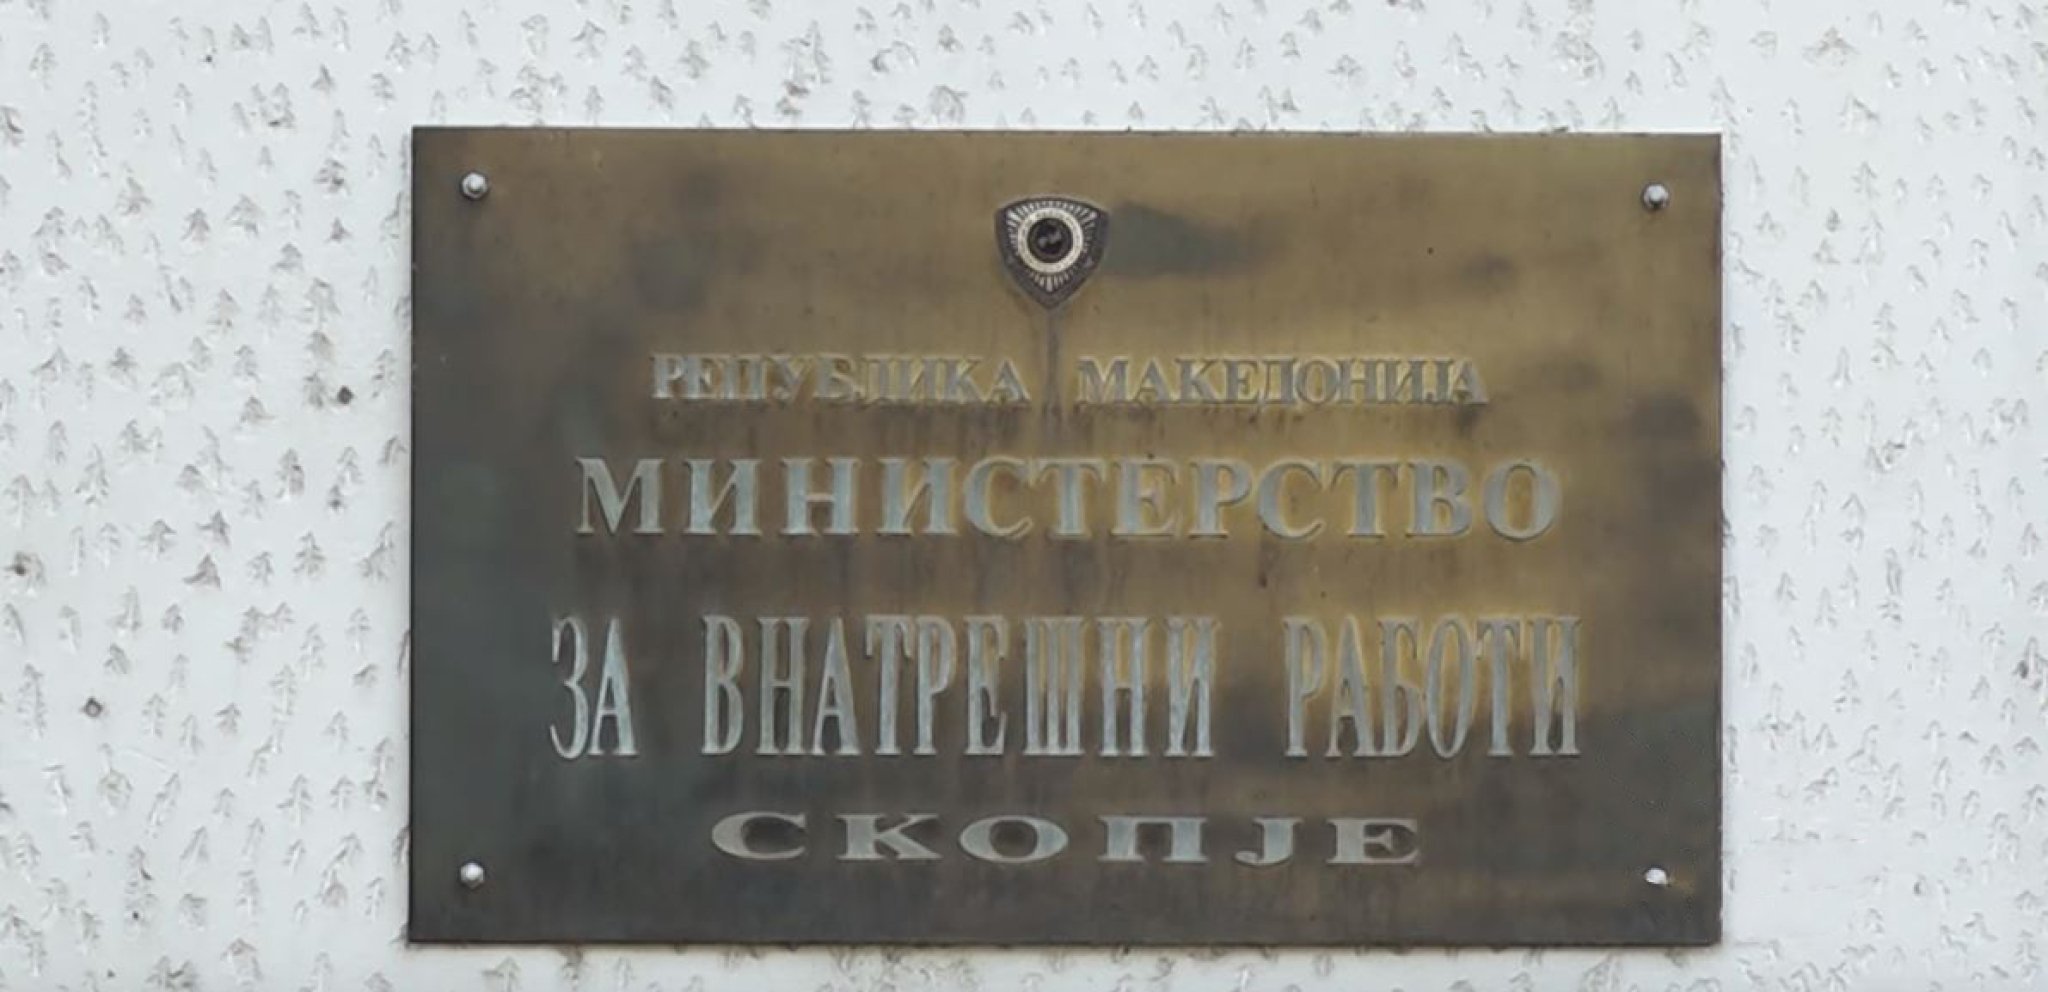 РЕПУБЛИКА МАКЕДОНИЈА
МИНИСТЕРСТВО
ЗА ВНАТРЕШНИ РАБОТИ
СКОПЈЕ